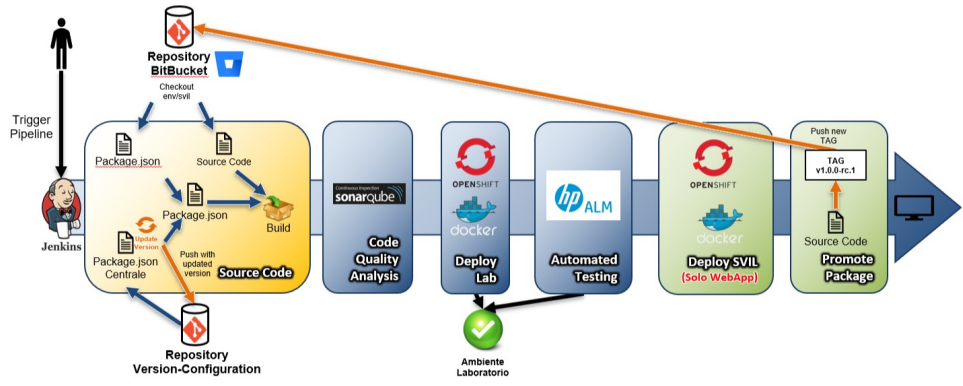 Repository
BitBucket
Checkout
env/svil
Trigger
Pipeline
Jenkins
Package.json
Source Code
Package.json
Build
Update
Version
Package.json
Centrale
Push with
updated
version
Source Code
Repository
Version-Configuration
Continuous Inspection
sonarqube
Code
Quality
Analysis
OPENSHIFT
docker
Deploy
Lab
hp
ALM
Automated
Testing
Ambiente
Laboratorio
OPENSHIFT
docker
Deploy SVIL
(Solo WebApp)
Push new
TAG
TAG
v1.0.0-rc.1
Source Code
Promote
Package